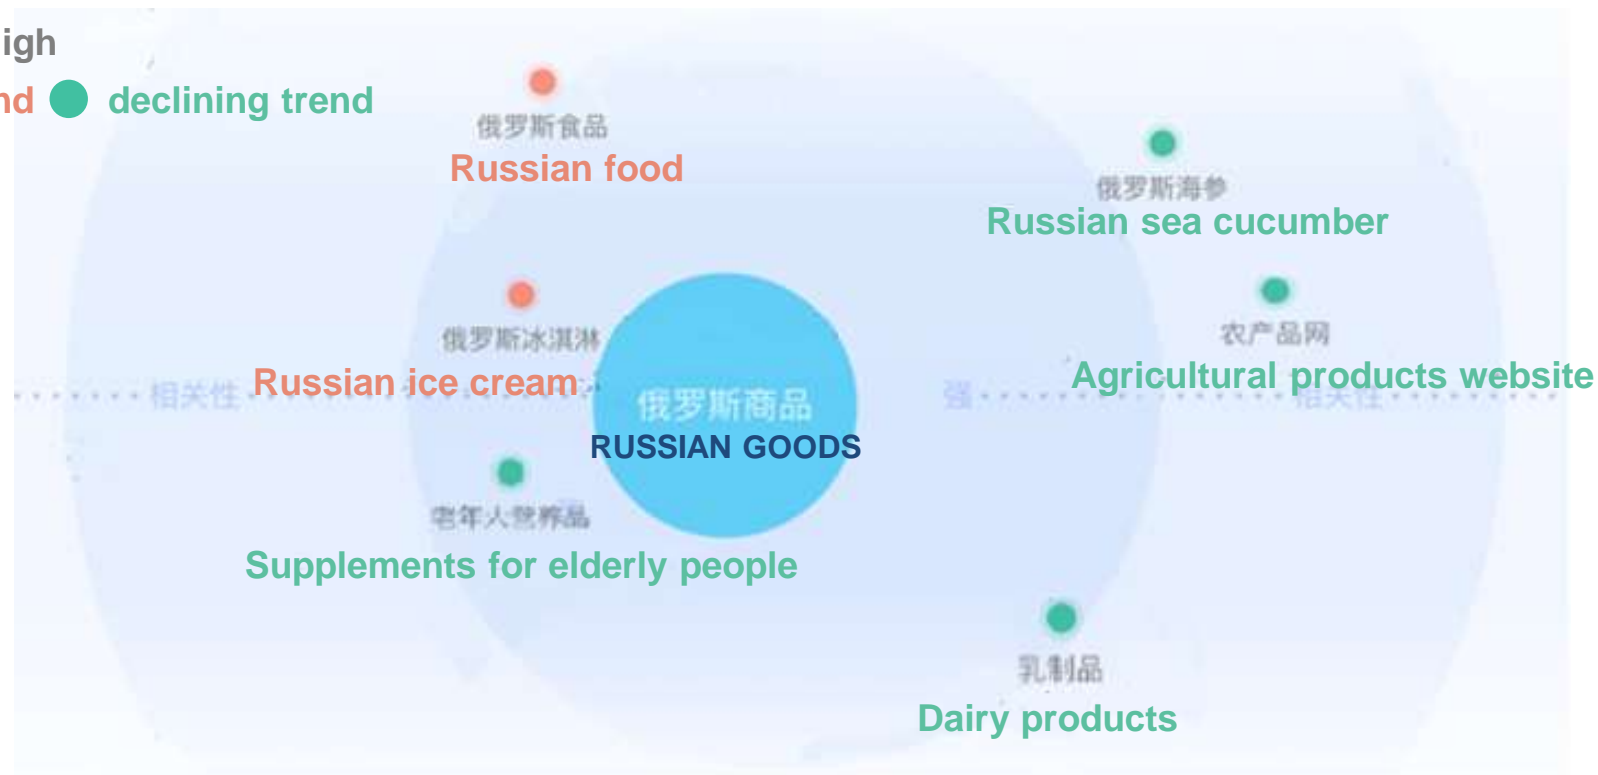 igh
nd declining trend
俄罗斯食品
Russian food
俄罗斯海参
Russian sea cucumber
俄罗斯冰淇淋
农产品网
Russian ice cream
Agricultural products website
相关性
俄罗斯商品
强
相关性
RUSSIAN GOODS
老年人营养品
Supplements for elderly people
乳制品
Dairy products